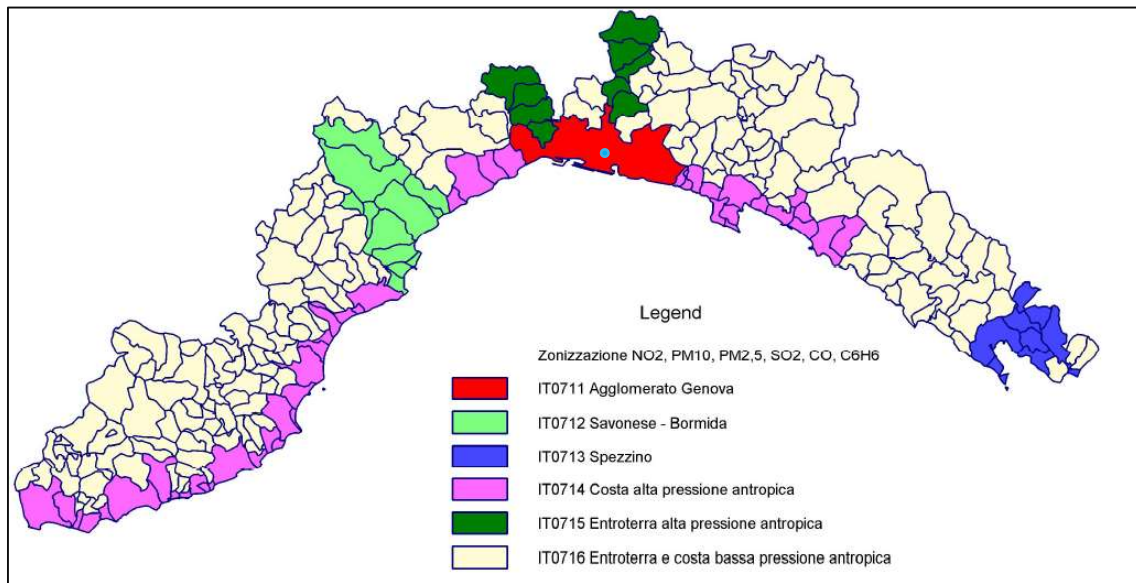 Legend
Zonizzazione NO2, PM10, PM2,5, SO2, CO, C6H6
IT0711 Agglomerato Genova
IT0712 Savonese - Bormida
IT0713 Spezzino
IT0714 Costa alta pressione antropica
IT0715 Entroterra alta pressione antropica
IT0716 Entroterra e costa bassa pressione antropica